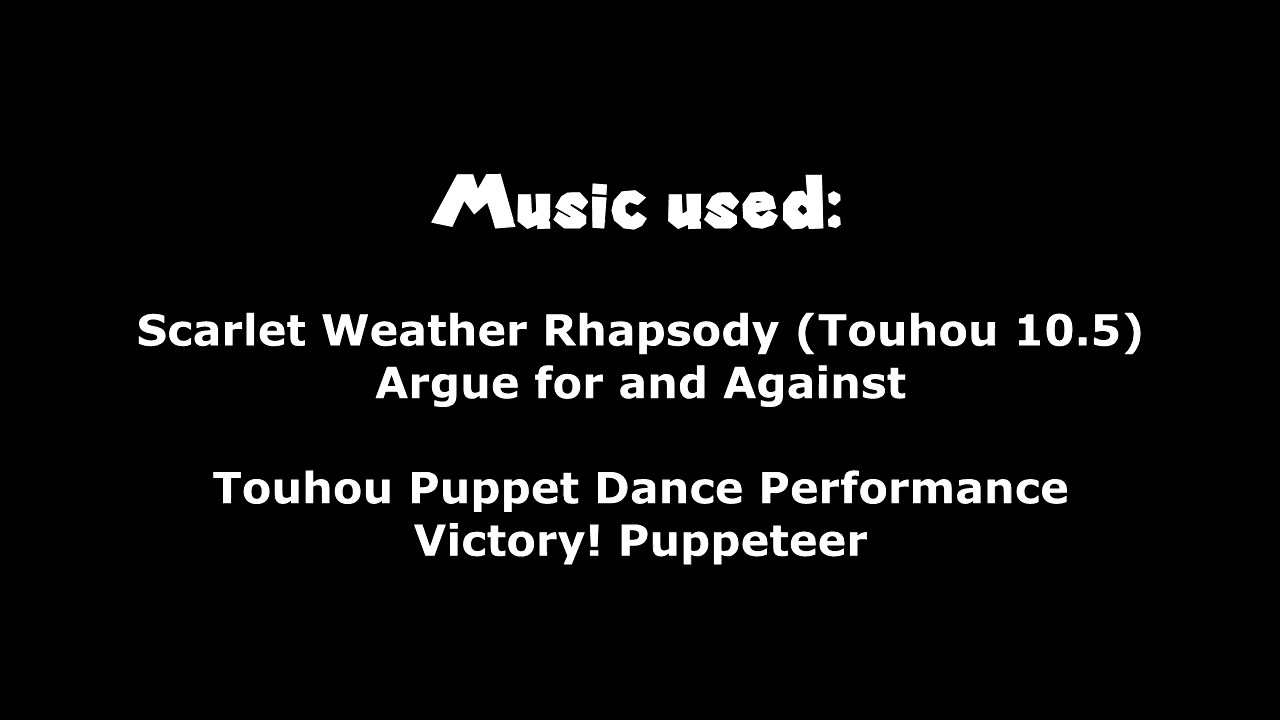 Music used:
Scarlet Weather Rhapsody (Touhou 10.5)
Argue for and Against
Touhou Puppet Dance Performance
Victory! Puppeteer